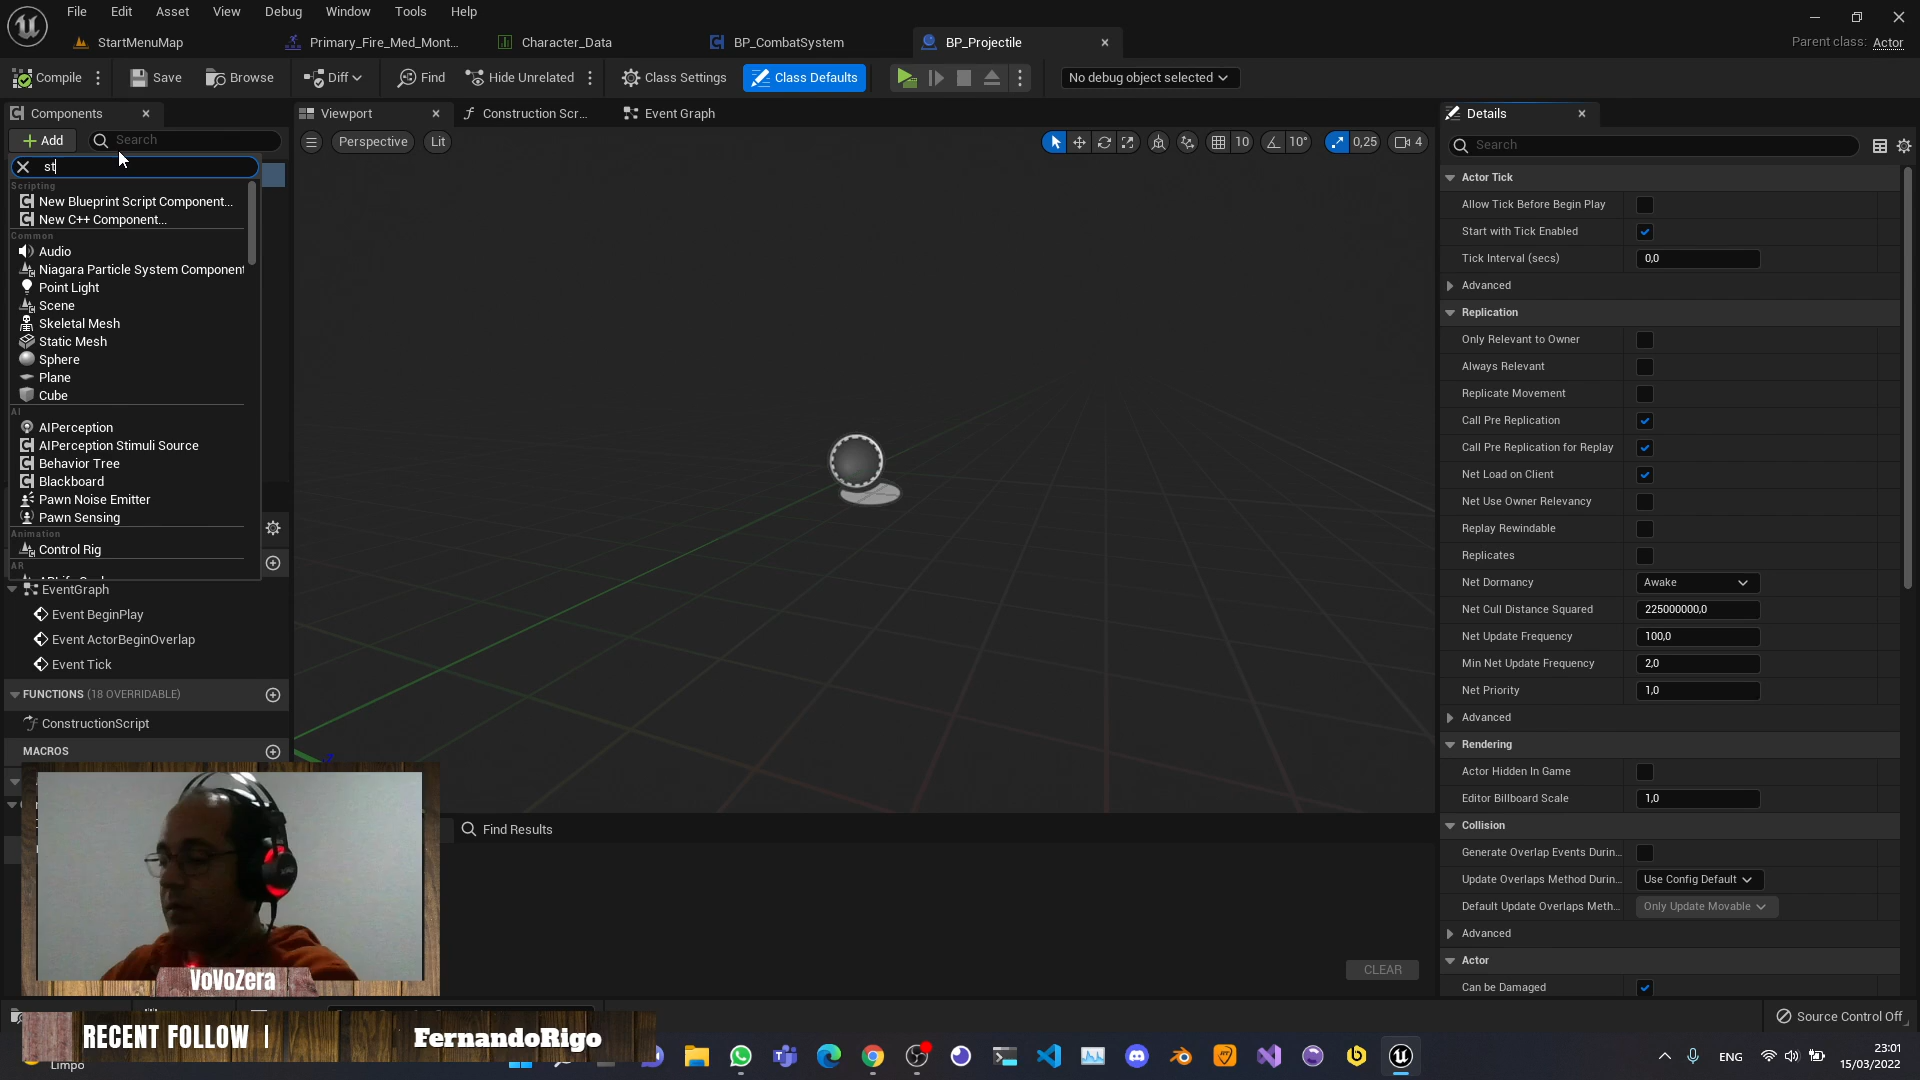 File Edit Asset View Debug Window Tools Help
StartMenuMap Primary_Fire_Med_Mont... Character_Data BP_CombatSystem BP_Projectile
Parent class: Actor
Compile Save Browse Diff Find Hide Unrelated Class Settings Class Defaults No debug object selected
Components Viewport Construction Scr... Event Graph Details
Add Search
Perspective Lit 10 10° 0,25 4
Search
st
Scripting
New Blueprint Script Component...
New C++ Component...
Common
Audio
Niagara Particle System Component
Point Light
Scene
Skeletal Mesh
Static Mesh
Sphere
Plane
Cube
AI
AIPerception
AIPerception Stimuli Source
Behavior Tree
Blackboard
Pawn Noise Emitter
Pawn Sensing
Animation
Control Rig
AR
EventGraph
Event BeginPlay
Event ActorBeginOverlap
Event Tick
FUNCTIONS (18 OVERRIDABLE)
ConstructionScript
MACROS
Actor Tick
Allow Tick Before Begin Play
Start with Tick Enabled
Tick Interval (secs) 0,0
Advanced
Replication
Only Relevant to Owner
Always Relevant
Replicate Movement
Call Pre Replication
Call Pre Replication for Replay
Net Load on Client
Net Use Owner Relevancy
Replay Rewindable
Replicates
Net Dormancy Awake
Net Cull Distance Squared 225000000,0
Net Update Frequency 100,0
Min Net Update Frequency 2,0
Net Priority 1,0
Advanced
Rendering
Actor Hidden In Game
Editor Billboard Scale 1,0
Collision
Generate Overlap Events Durin...
Update Overlaps Method Durin... Use Config Default
Default Update Overlaps Meth... Only Update Movable
Advanced
Actor
Can be Damaged
Find Results
CLEAR
VoVoZera
Source Control Off
RECENT FOLLOW | FernandoRigo
Limpo
ENG
23:01
15/03/2022